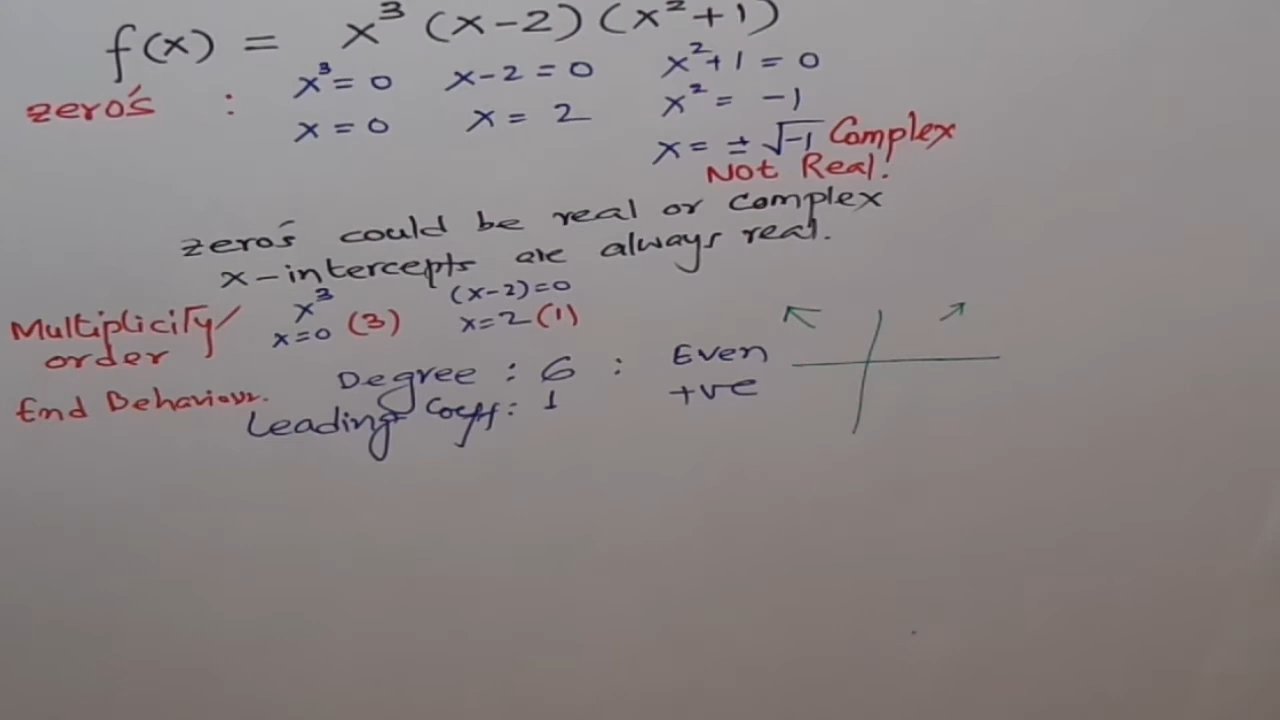 f(x) = x³ (x-2) (x²+1)
zero's : x³ = 0 x-2 = 0 x²+1 = 0
x = 0 x = 2 x² = -1
x = ± √-1 Complex
Not Real!
zero's could be real or complex
x-intercepts are always real.
Multiplicity/ x³ (x-2)=0
order x=0 (3) x=2 (1)
Degree : 6 : Even
End Behaviour. Leading Coeff: 1 +ve